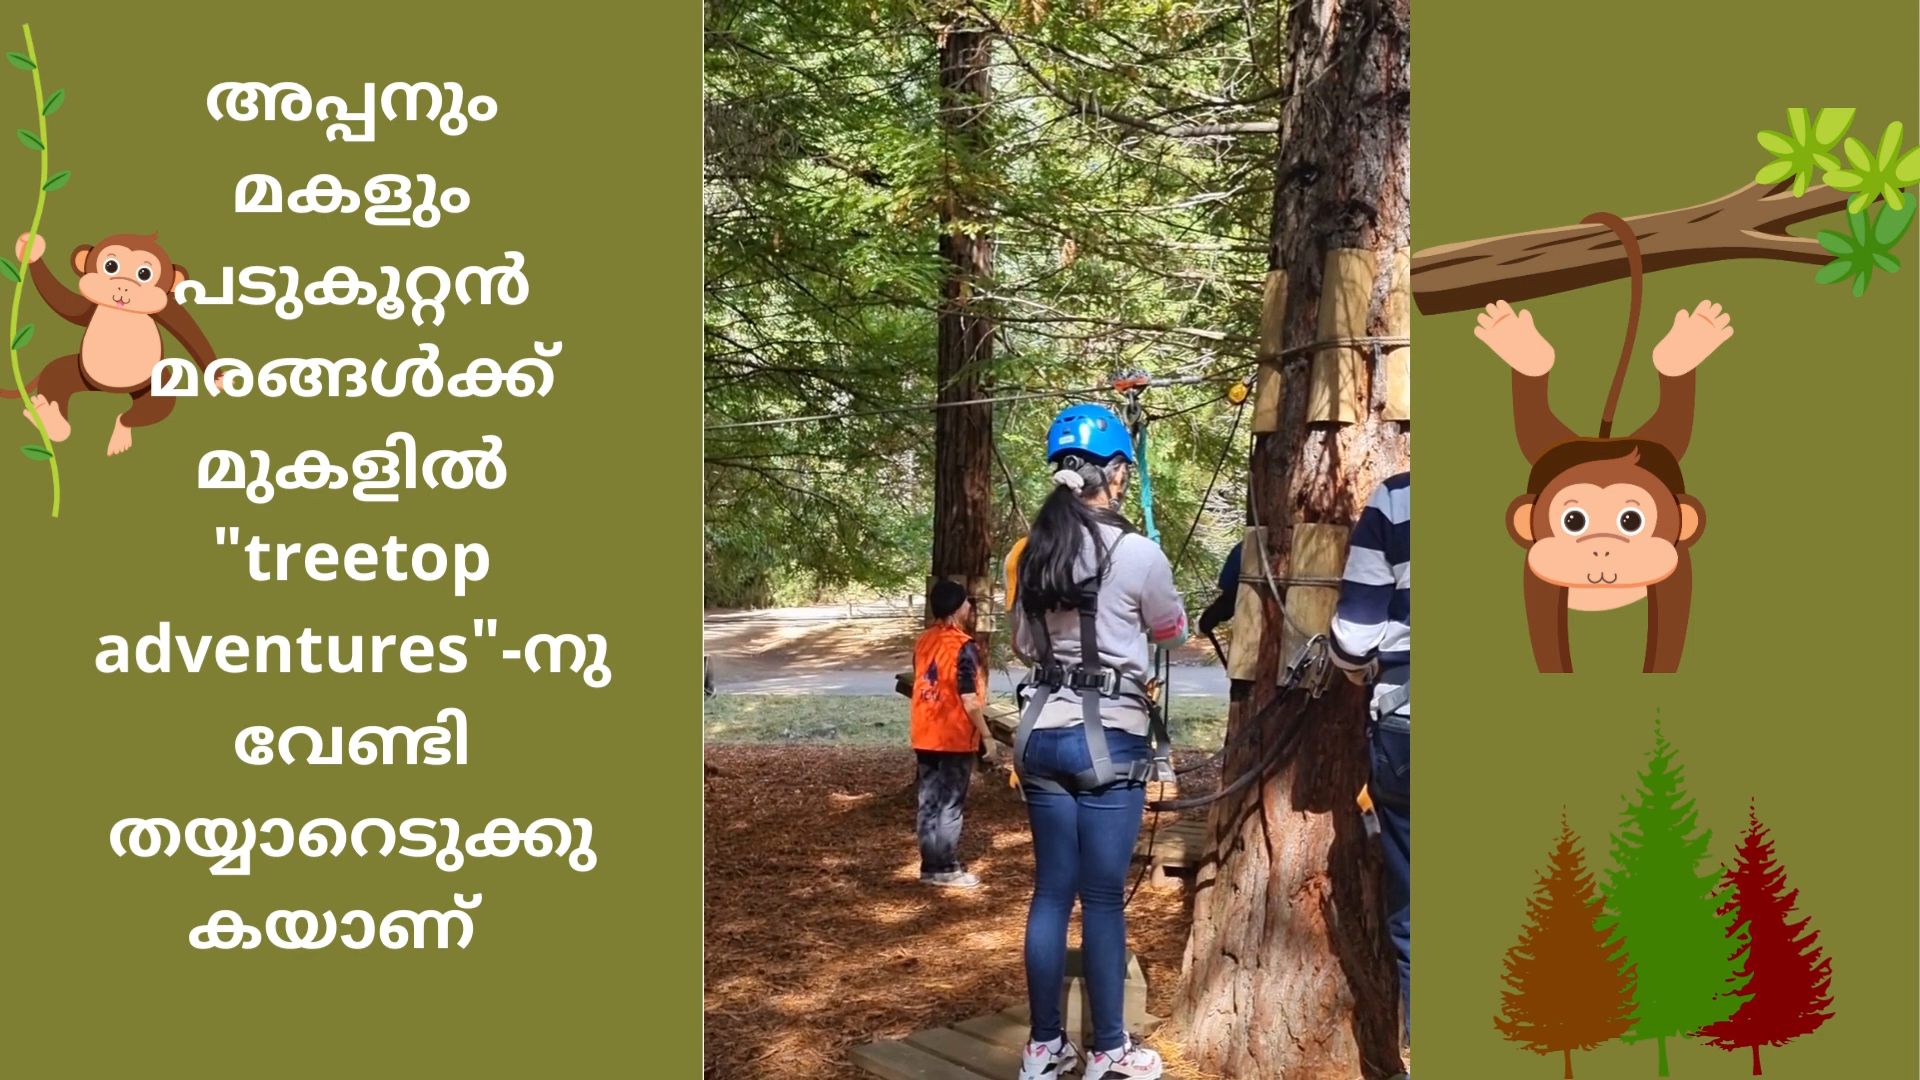 അപ്പനും
മകളും
പടുകൂറ്റൻ
മരങ്ങൾക്ക്
മുകളിൽ
"treetop
adventures"-നു
വേണ്ടി
തയ്യാറെടുക്കു
കയാണ്